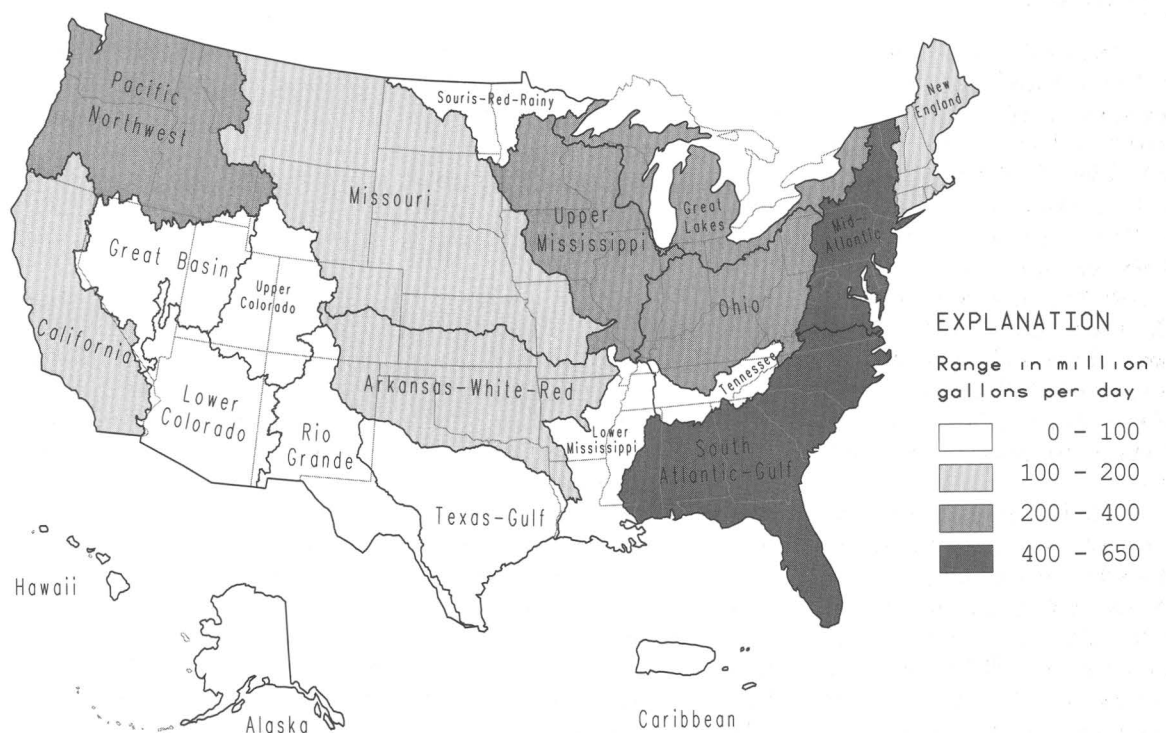 Pacific
Northwest
Souris-Red-Rainy
New
England
Missouri
Upper
Mississippi
Great
Lakes
Mid-
Atlantic
Great Basin
Upper
Colorado
Ohio
California
Tennessee
Arkansas-White-Red
Lower
Colorado
Rio
Grande
Lower
Mississippi
South
Atlantic-Gulf
Texas-Gulf
Hawaii
Alaska
Caribbean
EXPLANATION
Range in million
gallons per day
0 - 100
100 - 200
200 - 400
400 - 650